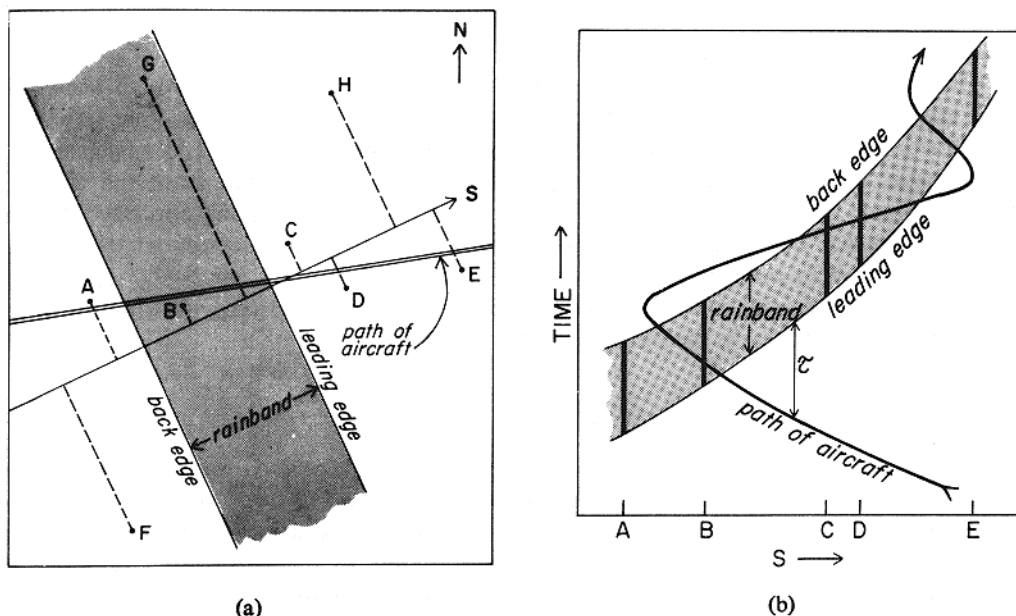 N
G
H
S
A
C
B
D
E
path of
aircraft
leading edge
back edge
rainband
F
(a)
TIME
back edge
leading edge
rainband
τ
path of aircraft
A B C D E
S
(b)